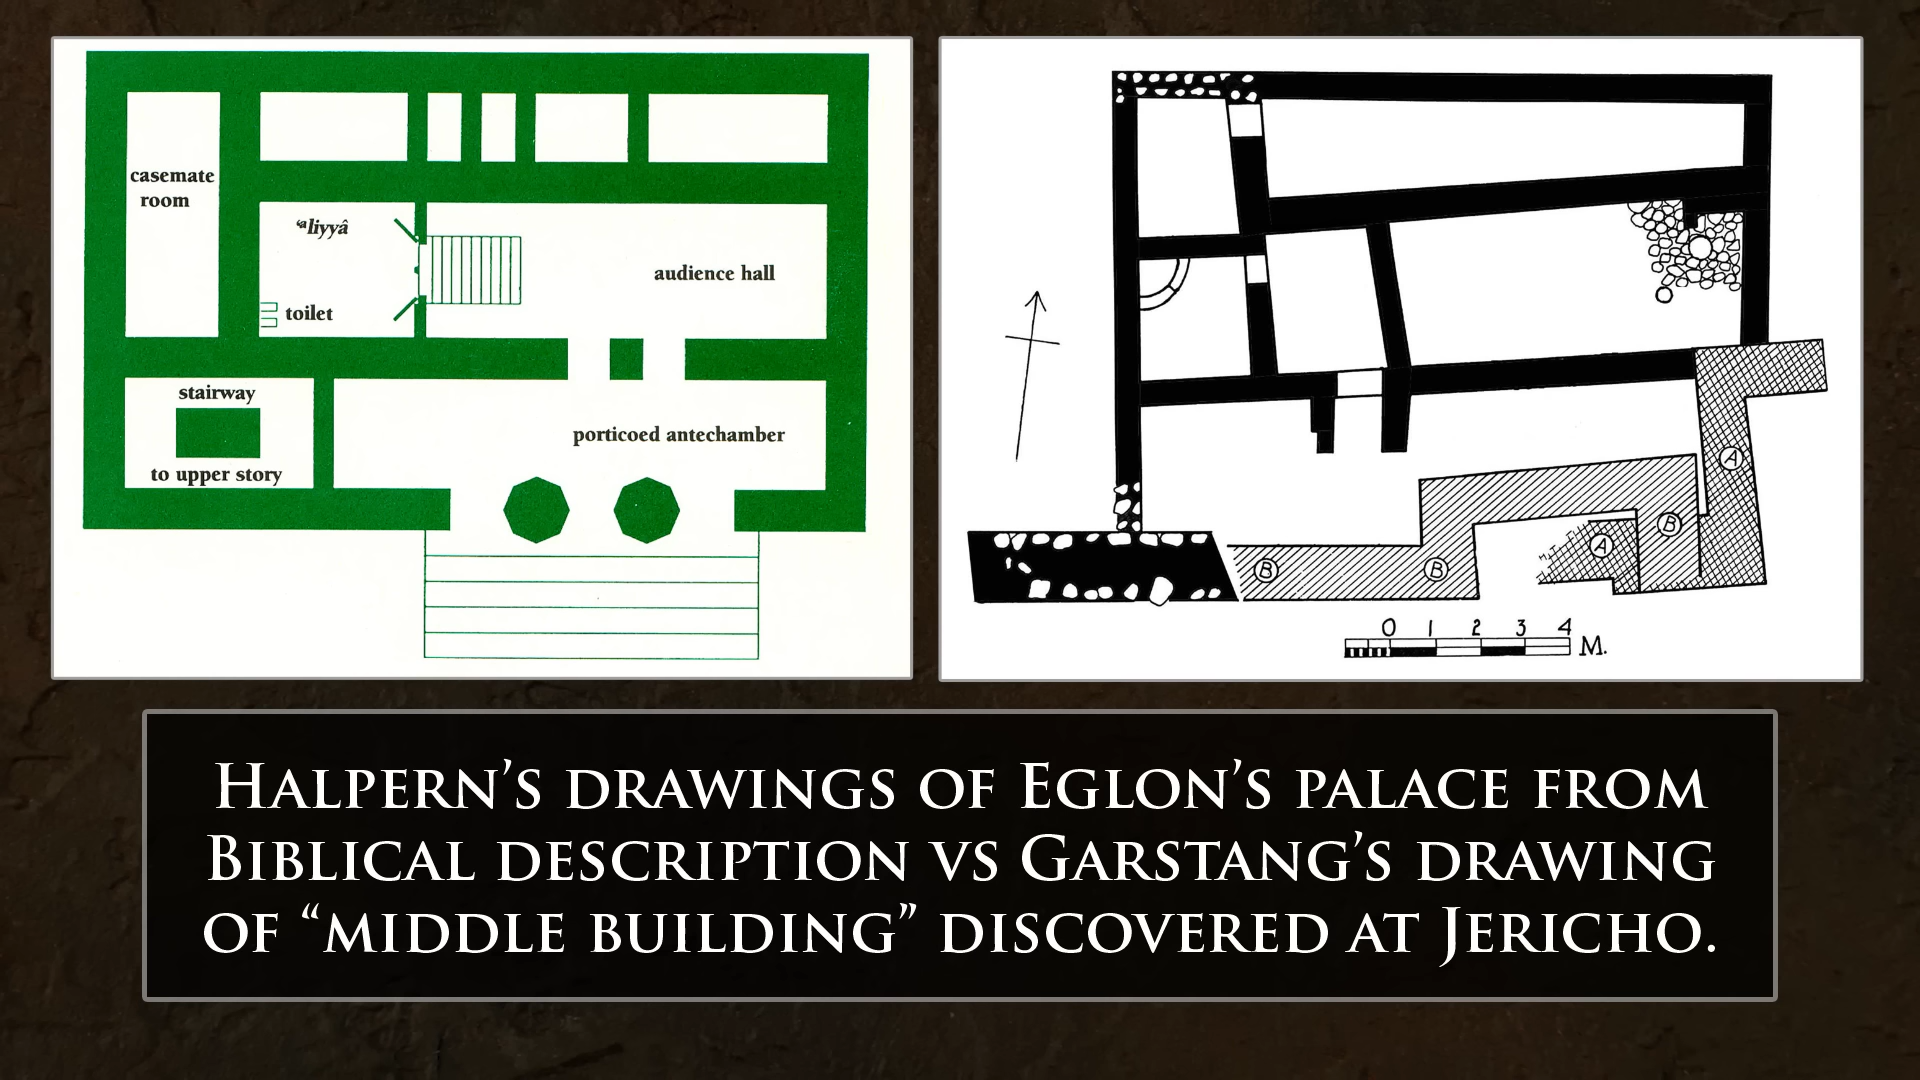 casemate
room
ʿaliyyâ
toilet
audience hall
stairway
to upper story
porticoed antechamber
A
B
A
B
B
0 1 2 3 4
M.
Halpern’s drawings of Eglon’s palace from
Biblical description vs Garstang’s drawing
of “middle building” discovered at Jericho.